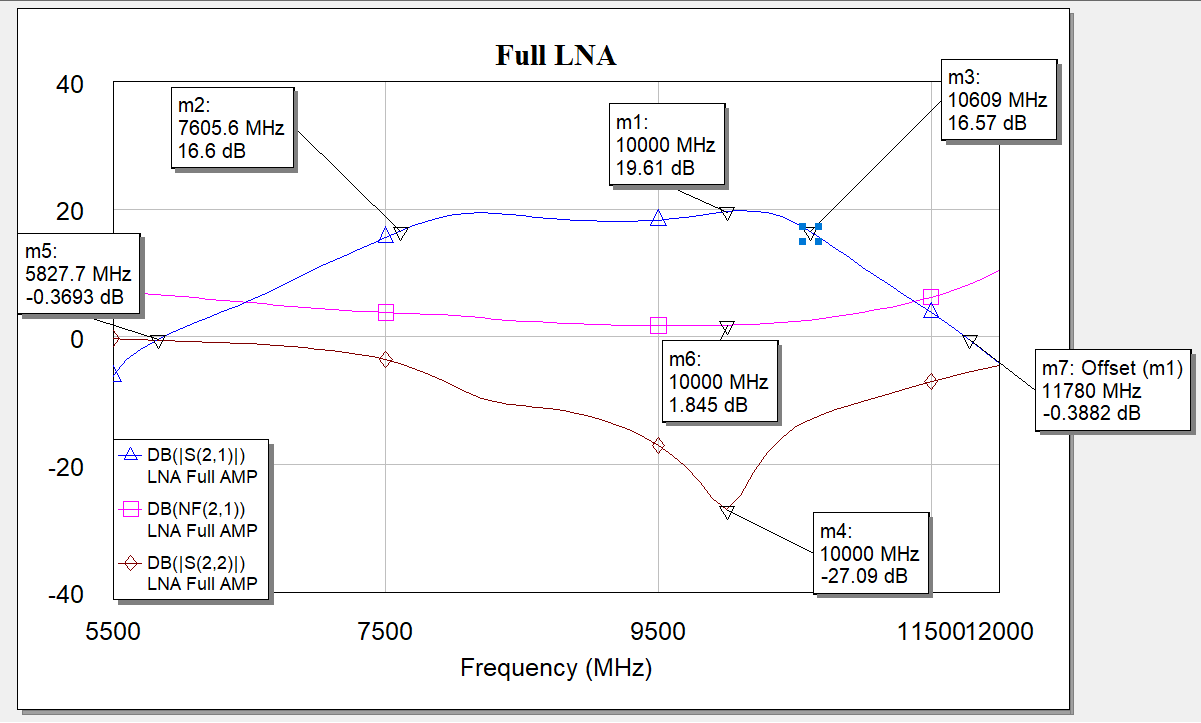 Full LNA
40
20
0
-20
-40
m2:
7605.6 MHz
16.6 dB
m1:
10000 MHz
19.61 dB
m3:
10609 MHz
16.57 dB
m5:
5827.7 MHz
-0.3693 dB
m6:
10000 MHz
1.845 dB
m7: Offset (m1)
11780 MHz
-0.3882 dB
m4:
10000 MHz
-27.09 dB
DB(|S(2,1)|)
LNA Full AMP
DB(NF(2,1))
LNA Full AMP
DB(|S(2,2)|)
LNA Full AMP
5500 7500 9500 11500 12000
Frequency (MHz)